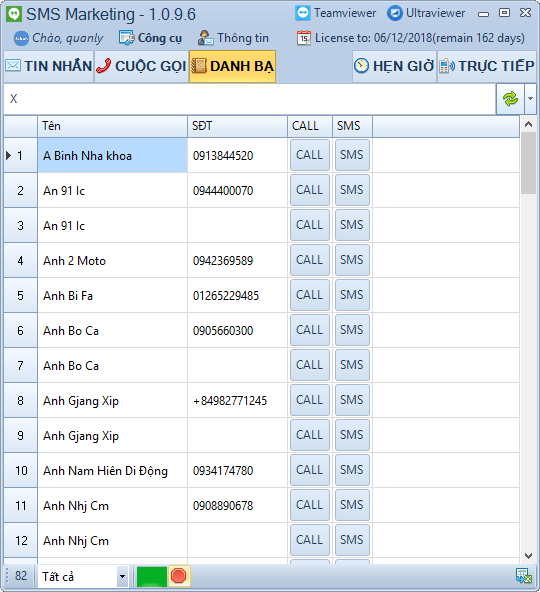 SMS Marketing - 1.0.9.6 Teamviewer Ultraviewer
Chào, quanly Công cụ Thông tin License to: 06/12/2018(remain 162 days)
TIN NHẮN CUỘC GỌI DANH BẠ HẸN GIỜ TRỰC TIẾP
X
Tên SĐT CALL SMS
1 A Binh Nha khoa 0913844520 CALL SMS
2 An 91 lc 0944400070 CALL SMS
3 An 91 lc CALL SMS
4 Anh 2 Moto 0942369589 CALL SMS
5 Anh Bi Fa 01265229485 CALL SMS
6 Anh Bo Ca 0905660300 CALL SMS
7 Anh Bo Ca CALL SMS
8 Anh Gjang Xip +84982771245 CALL SMS
9 Anh Gjang Xip CALL SMS
10 Anh Nam Hiên Di Động 0934174780 CALL SMS
11 Anh Nhj Cm 0908890678 CALL SMS
12 Anh Nhj Cm CALL SMS
82 Tất cả